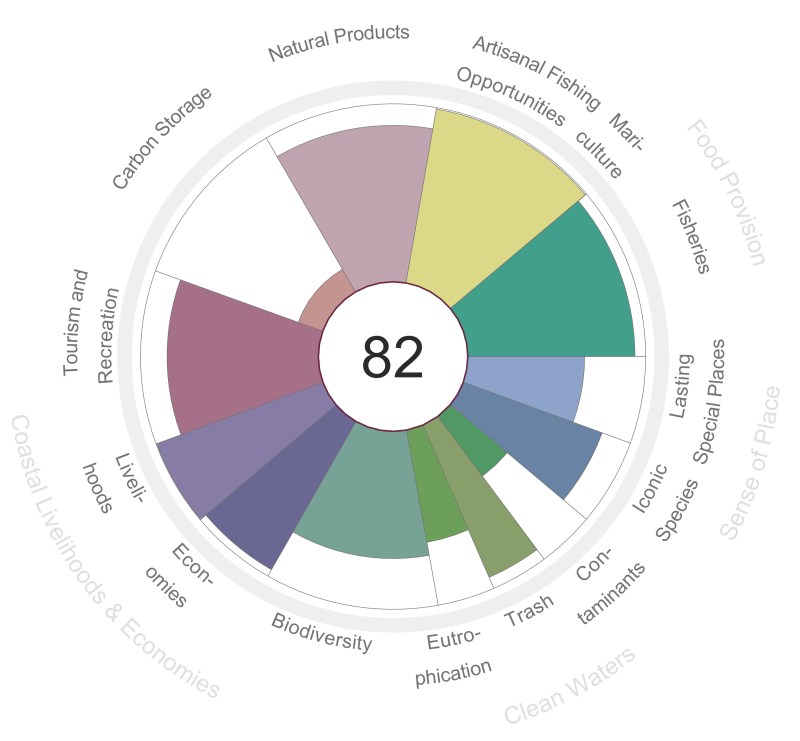 Natural Products
Artisanal Fishing
Opportunities
Mari-
culture
Fisheries
Food Provision
Lasting
Special Places
Iconic
Species
Sense of Place
Con-
taminants
Trash
Eutro-
phication
Clean Waters
Biodiversity
Econ-
omies
Liveli-
hoods
Coastal Livelihoods & Economies
Tourism and
Recreation
Carbon Storage
82